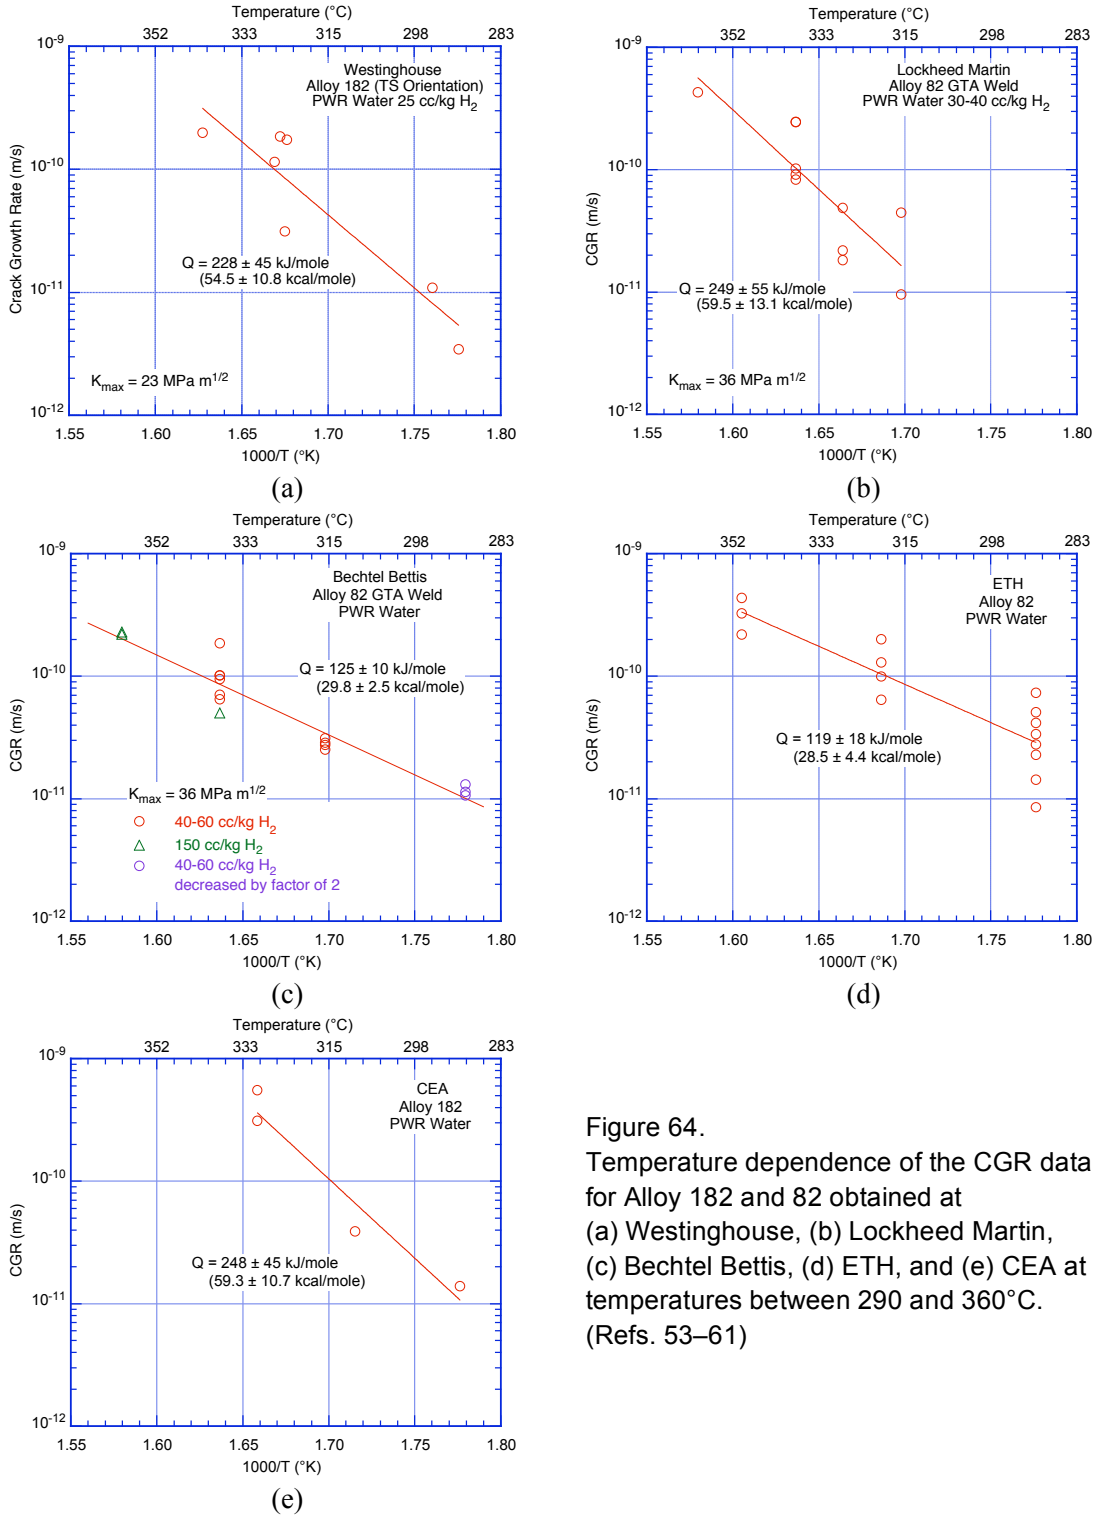 Temperature (°C)
352 333 315 298 283
10-9
Westinghouse
Alloy 182 (TS Orientation)
PWR Water 25 cc/kg H2
10-10
Crack Growth Rate (m/s)
Q = 228 ± 45 kJ/mole
(54.5 ± 10.8 kcal/mole)
10-11
Kmax = 23 MPa m1/2
10-12
1.55 1.60 1.65 1.70 1.75 1.80
1000/T (°K)
(a)
Temperature (°C)
352 333 315 298 283
10-9
Lockheed Martin
Alloy 82 GTA Weld
PWR Water 30-40 cc/kg H2
10-10
CGR (m/s)
Q = 249 ± 55 kJ/mole
(59.5 ± 13.1 kcal/mole)
10-11
Kmax = 36 MPa m1/2
10-12
1.55 1.60 1.65 1.70 1.75 1.80
1000/T (°K)
(b)
Temperature (°C)
352 333 315 298 283
10-9
Bechtel Bettis
Alloy 82 GTA Weld
PWR Water
10-10
Q = 125 ± 10 kJ/mole
(29.8 ± 2.5 kcal/mole)
CGR (m/s)
10-11
Kmax = 36 MPa m1/2
40-60 cc/kg H2
150 cc/kg H2
40-60 cc/kg H2
decreased by factor of 2
10-12
1.55 1.60 1.65 1.70 1.75 1.80
1000/T (°K)
(c)
Temperature (°C)
352 333 315 298 283
10-9
ETH
Alloy 82
PWR Water
10-10
CGR (m/s)
Q = 119 ± 18 kJ/mole
(28.5 ± 4.4 kcal/mole)
10-11
10-12
1.55 1.60 1.65 1.70 1.75 1.80
1000/T (°K)
(d)
Temperature (°C)
352 333 315 298 283
10-9
CEA
Alloy 182
PWR Water
10-10
CGR (m/s)
Q = 248 ± 45 kJ/mole
(59.3 ± 10.7 kcal/mole)
10-11
10-12
1.55 1.60 1.65 1.70 1.75 1.80
1000/T (°K)
(e)
Figure 64.
Temperature dependence of the CGR data
for Alloy 182 and 82 obtained at
(a) Westinghouse, (b) Lockheed Martin,
(c) Bechtel Bettis, (d) ETH, and (e) CEA at
temperatures between 290 and 360°C.
(Refs. 53–61)